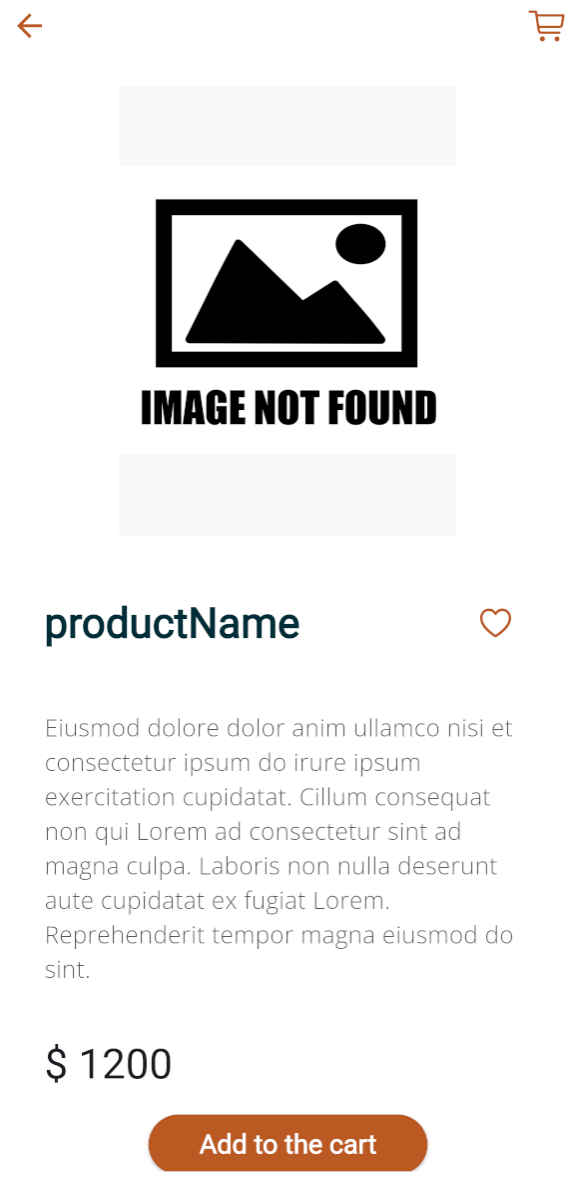 IMAGE NOT FOUND
productName
Eiusmod dolore dolor anim ullamco nisi et
consectetur ipsum do irure ipsum
exercitation cupidatat. Cillum consequat
non qui Lorem ad consectetur sint ad
magna culpa. Laboris non nulla deserunt
aute cupidatat ex fugiat Lorem.
Reprehenderit tempor magna eiusmod do
sint.
$ 1200
Add to the cart